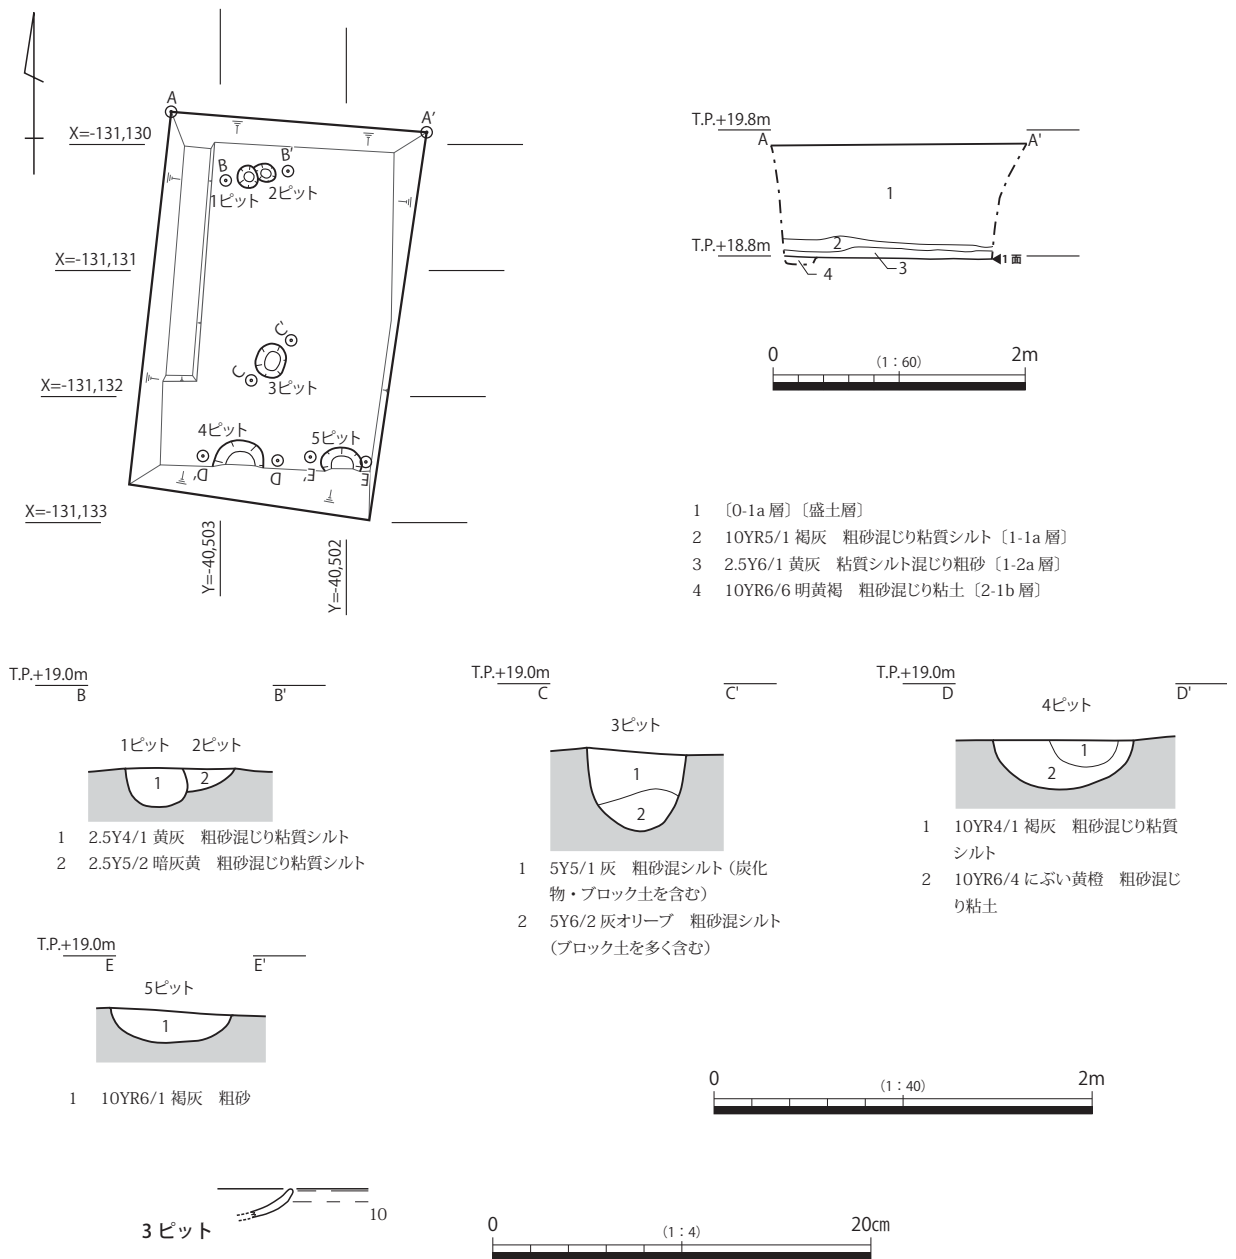 A
A'
X=-131,130
B
B'
1ピット
2ピット
X=-131,131
C'
C
3ピット
X=-131,132
4ピット
5ピット
D'
D
E'
E
X=-131,133
Y=-40,503
Y=-40,502
T.P.+19.8m
A
A'
1
T.P.+18.8m
2
1面
4
3
0
(1:60)
2m
1 〔0-1a層〕〔盛土層〕
2 10YR5/1 褐灰 粗砂混じり粘質シルト〔1-1a層〕
3 2.5Y6/1 黄灰 粘質シルト混じり粗砂〔1-2a層〕
4 10YR6/6 明黄褐 粗砂混じり粘土〔2-1b層〕
T.P.+19.0m
B
B'
1ピット
2ピット
1
2
1 2.5Y4/1 黄灰 粗砂混じり粘質シルト
2 2.5Y5/2 暗灰黄 粗砂混じり粘質シルト
T.P.+19.0m
C
C'
3ピット
1
2
1 5Y5/1 灰 粗砂混シルト(炭化
物・ブロック土を含む)
2 5Y6/2 灰オリーブ 粗砂混シルト
(ブロック土を多く含む)
T.P.+19.0m
D
D'
4ピット
1
2
1 10YR4/1 褐灰 粗砂混じり粘質
シルト
2 10YR6/4 にぶい黄橙 粗砂混じ
り粘土
T.P.+19.0m
E
E'
5ピット
1
1 10YR6/1 褐灰 粗砂
0
(1:40)
2m
3ピット
10
0
(1:4)
20cm